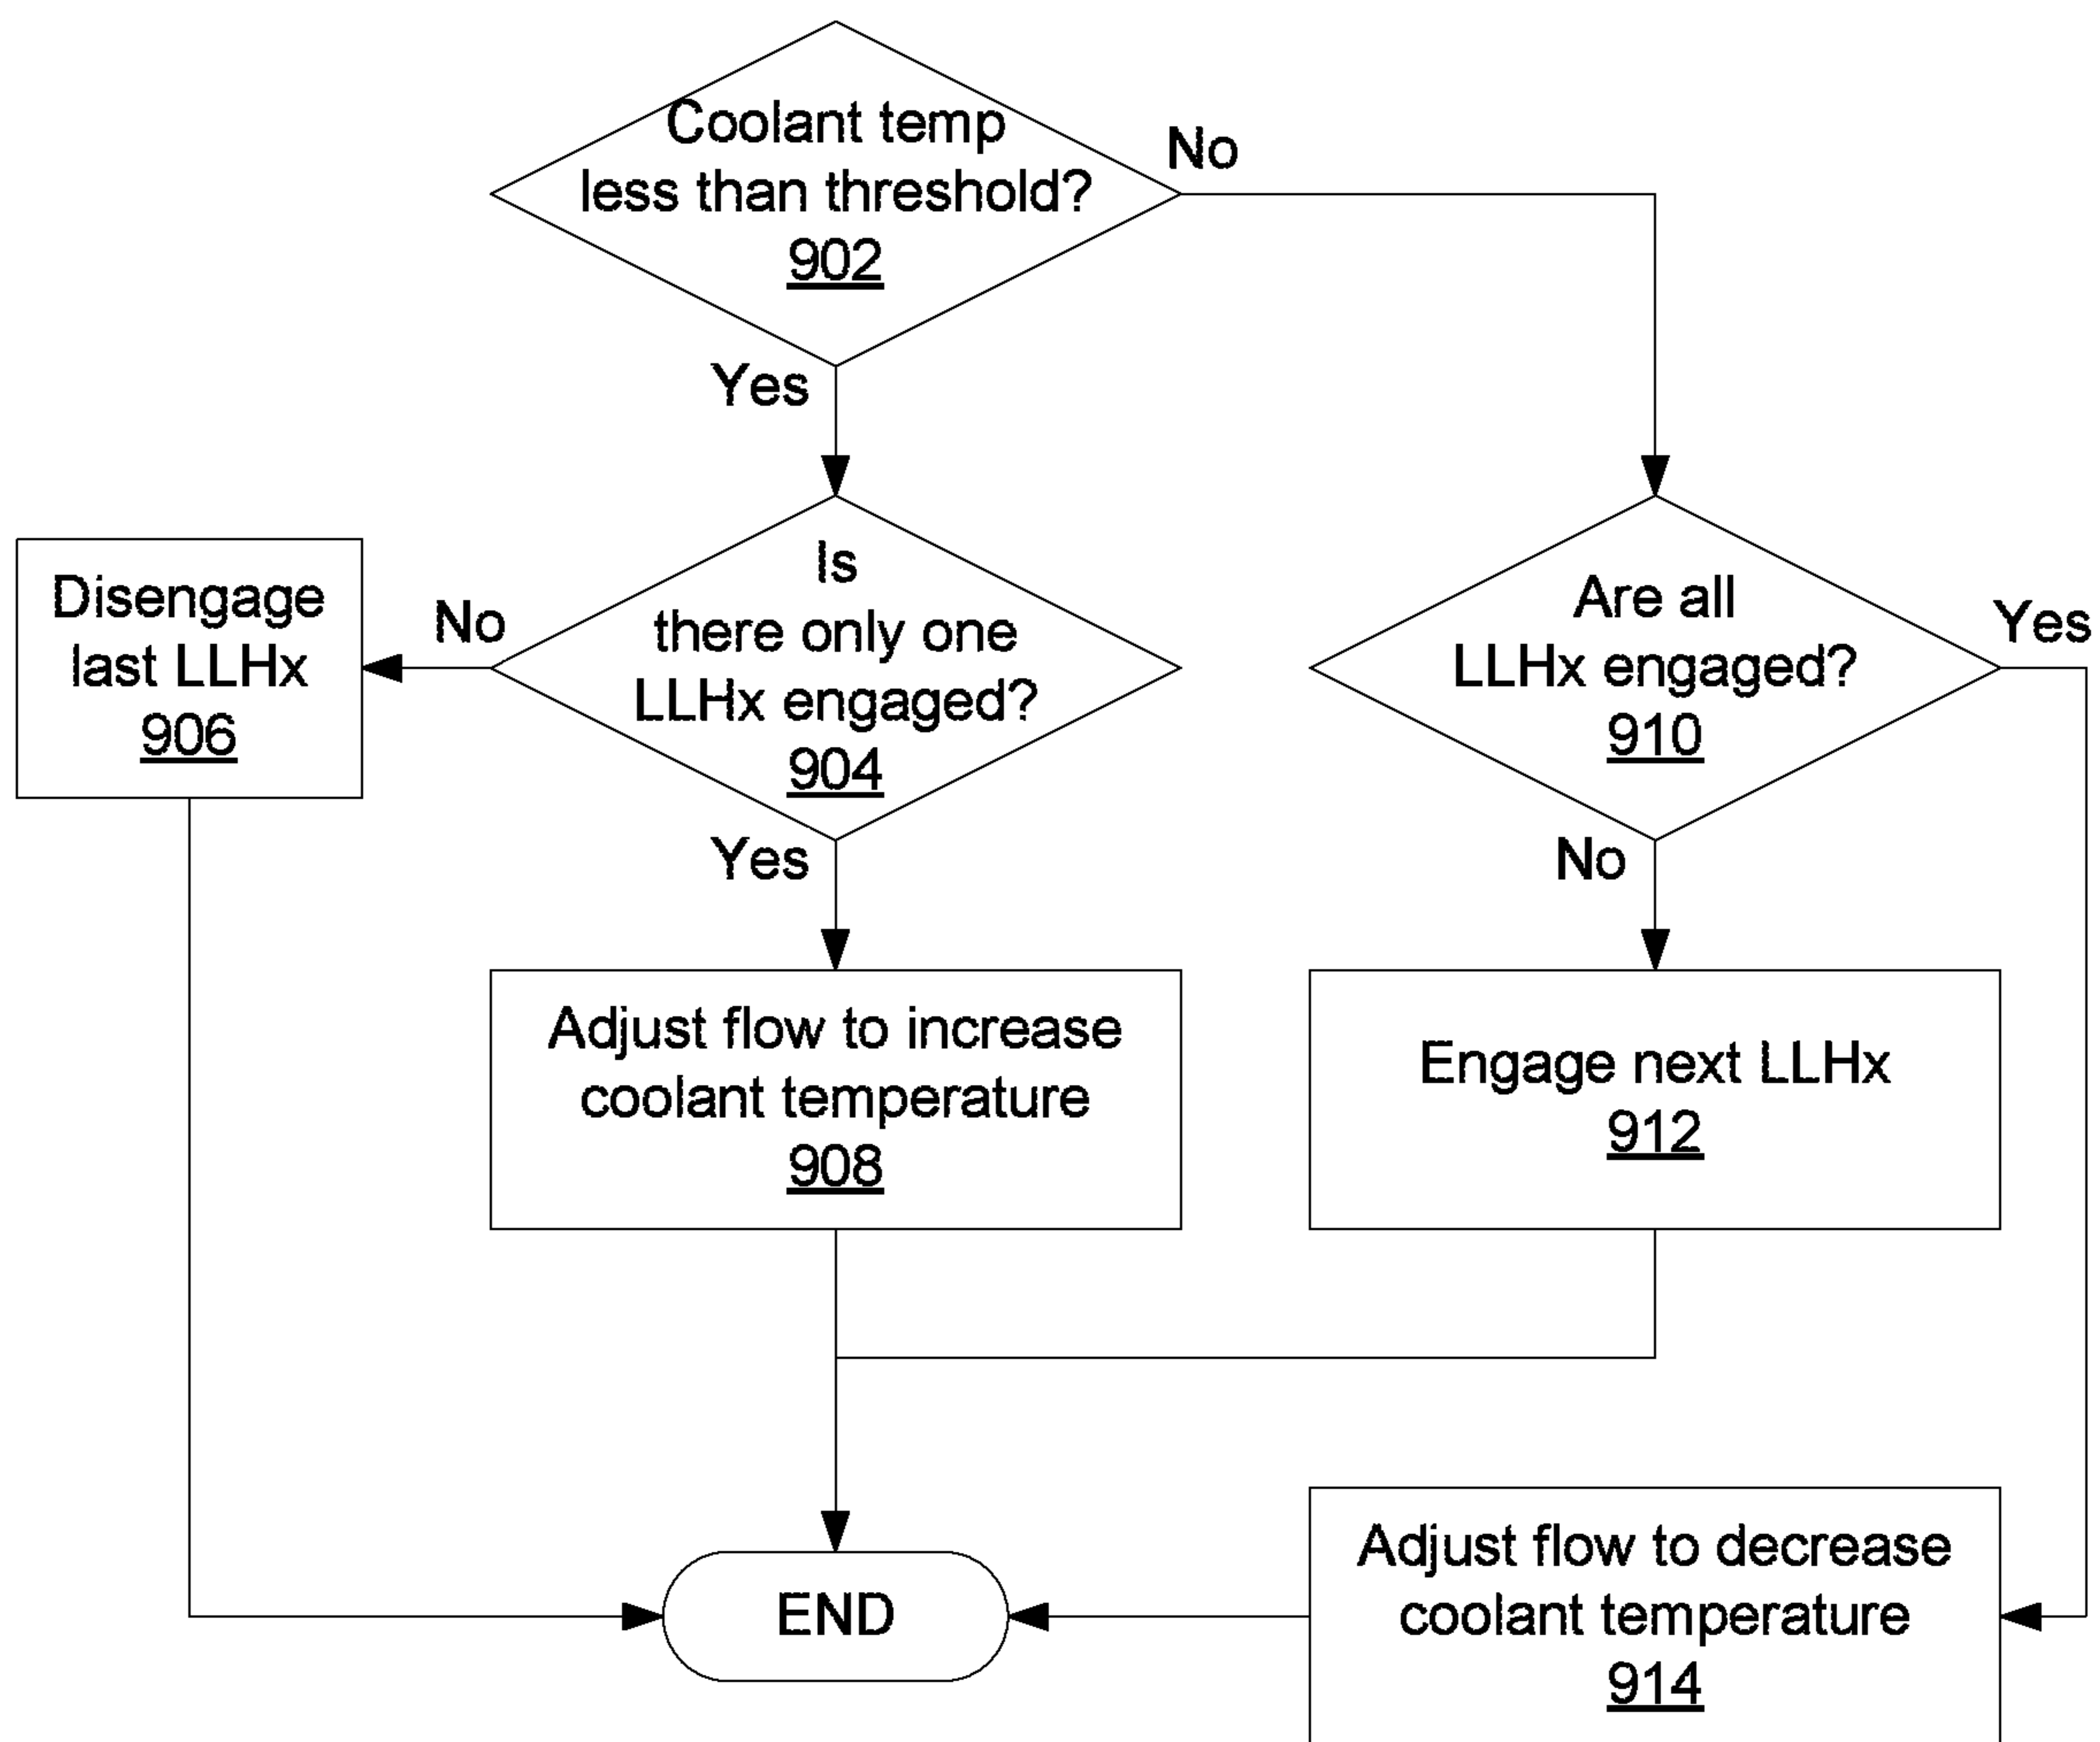 Coolant temp
less than threshold?
902
No
Yes
Disengage
last LLHx
906
No
Is
there only one
LLHx engaged?
904
Yes
Are all
LLHx engaged?
910
Yes
No
Adjust flow to increase
coolant temperature
908
Engage next LLHx
912
END
Adjust flow to decrease
coolant temperature
914